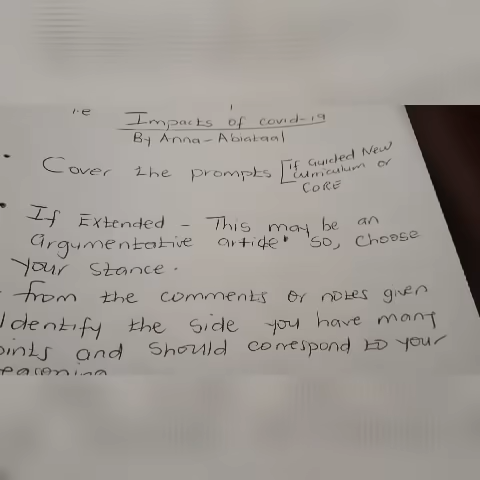 i.e Impacts of covid-19
By Anna-Abiataal
• Cover the prompts [if Guided New
curriculum or
CORE
• If Extended - This may be an
argumentative article. So, choose
your stance.
- from the comments or notes given
Identify the side you have many
points and should correspond to your
reasoning